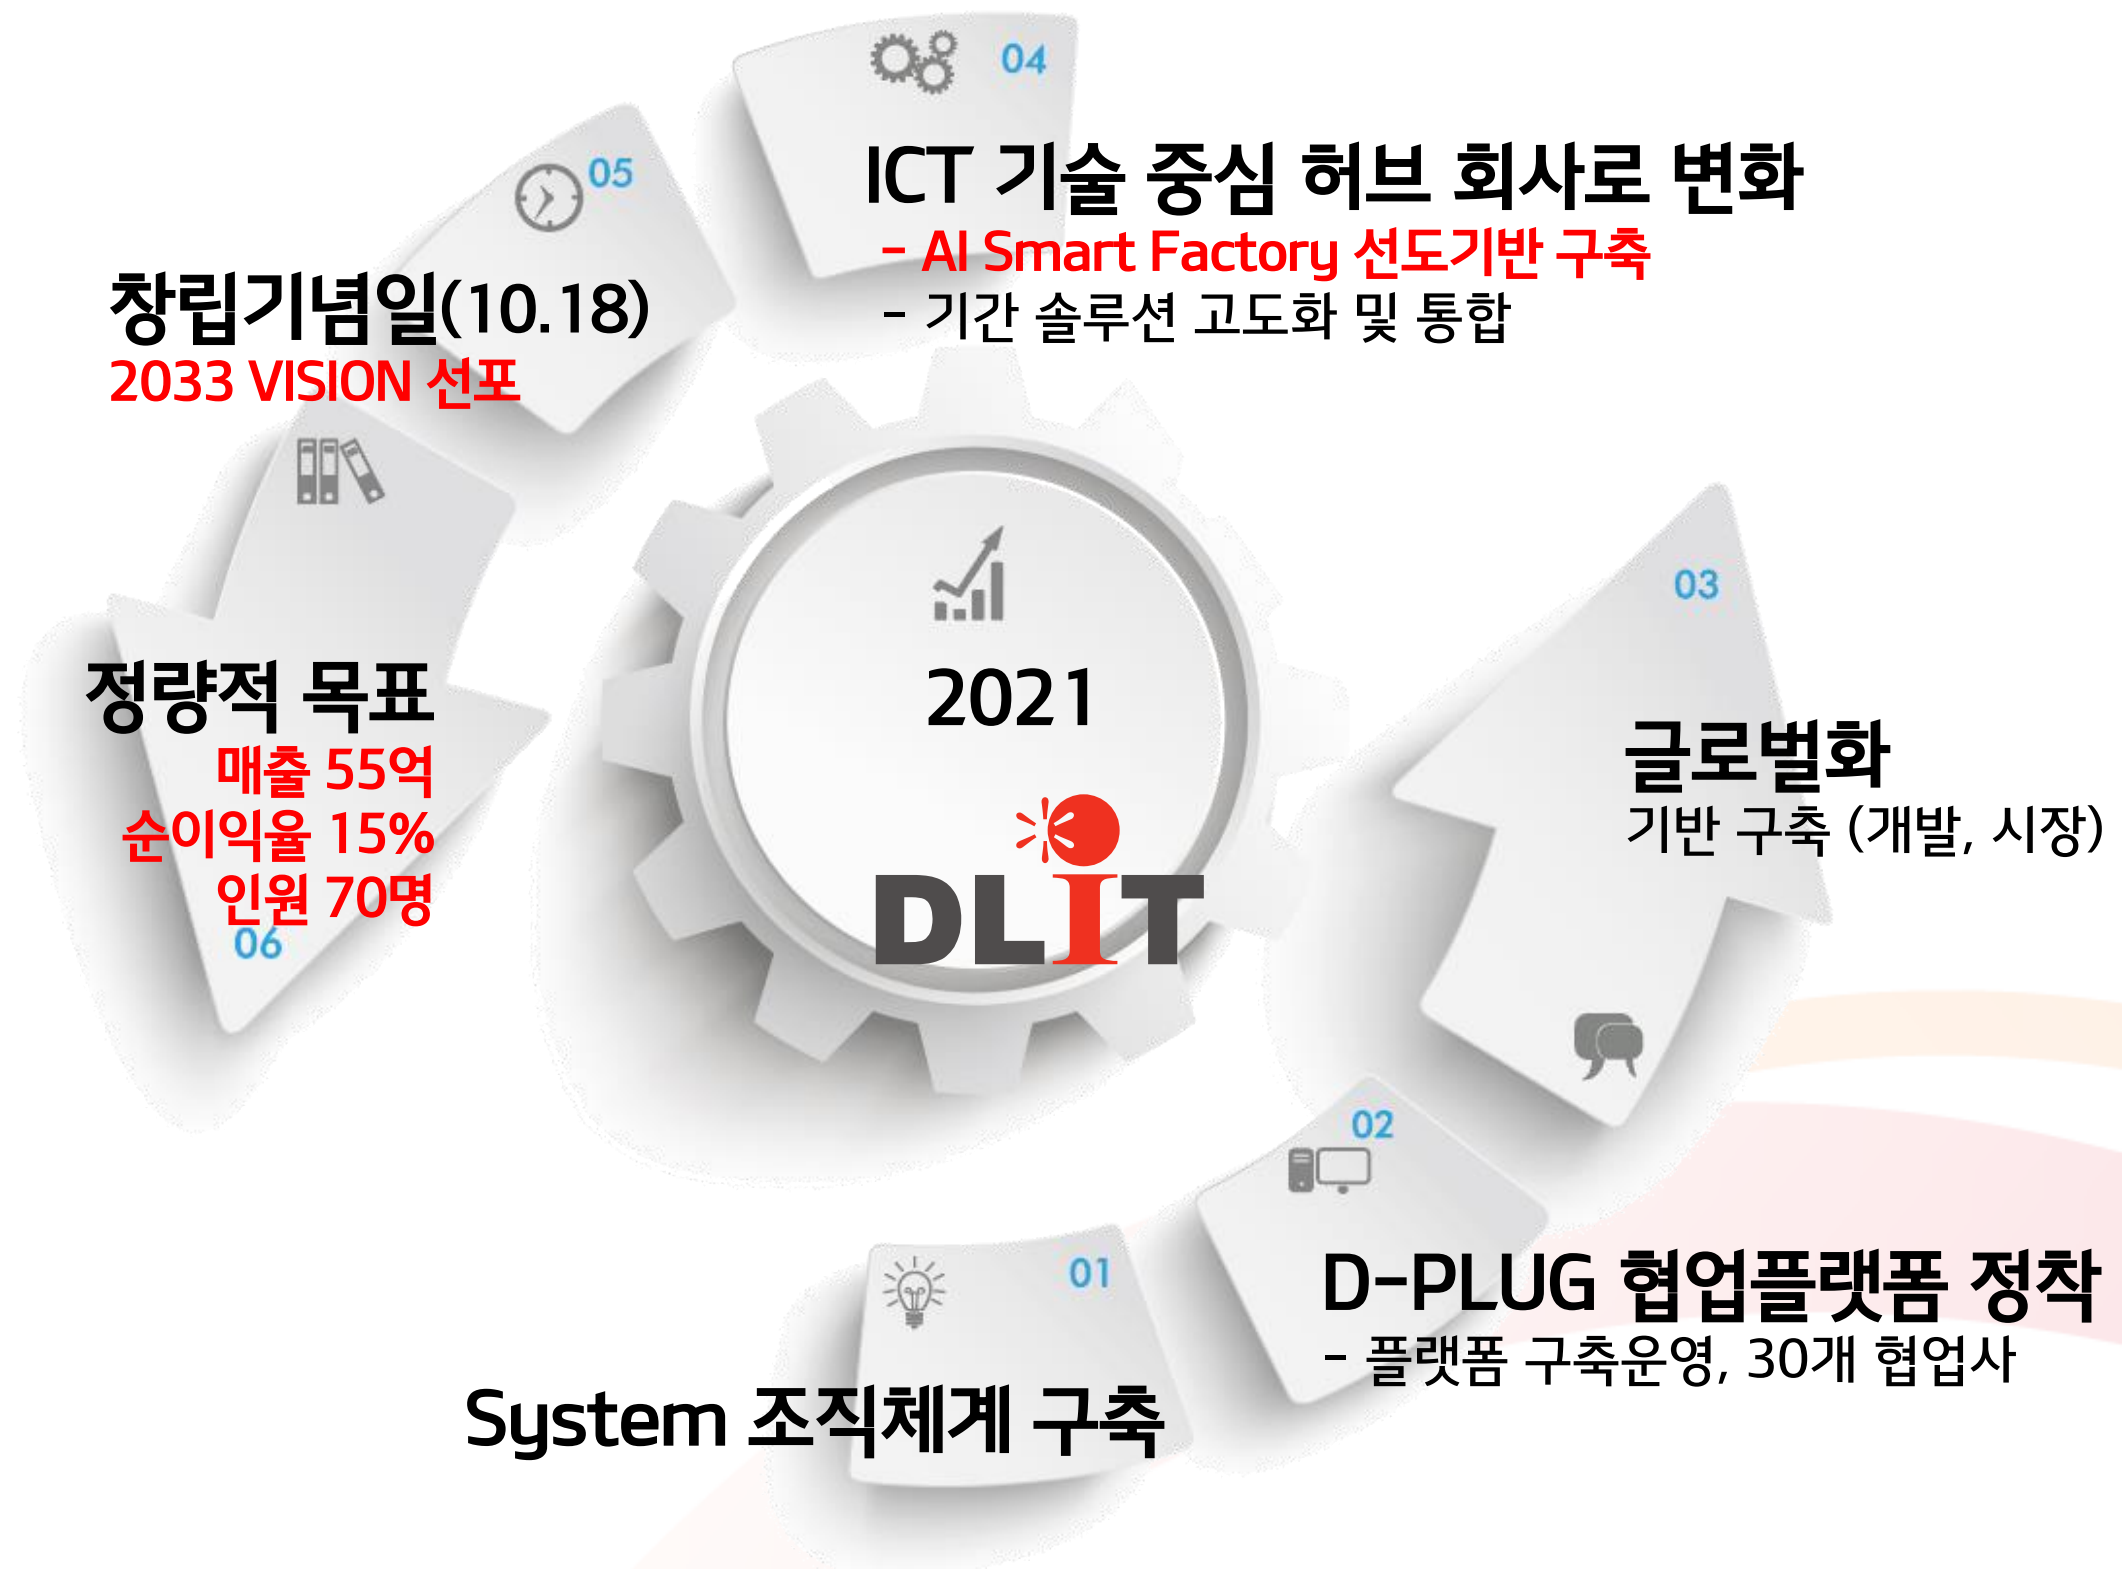 04
ICT 기술 중심 허브 회사로 변화
- AI Smart Factory 선도기반 구축
- 기간 솔루션 고도화 및 통합
05
창립기념일(10.18)
2033 VISION 선포
정량적 목표
매출 55억
순이익율 15%
인원 70명
06
2021
DLIT
03
글로벌화
기반 구축 (개발, 시장)
02
D-PLUG 협업플랫폼 정착
- 플랫폼 구축운영, 30개 협업사
01
System 조직체계 구축